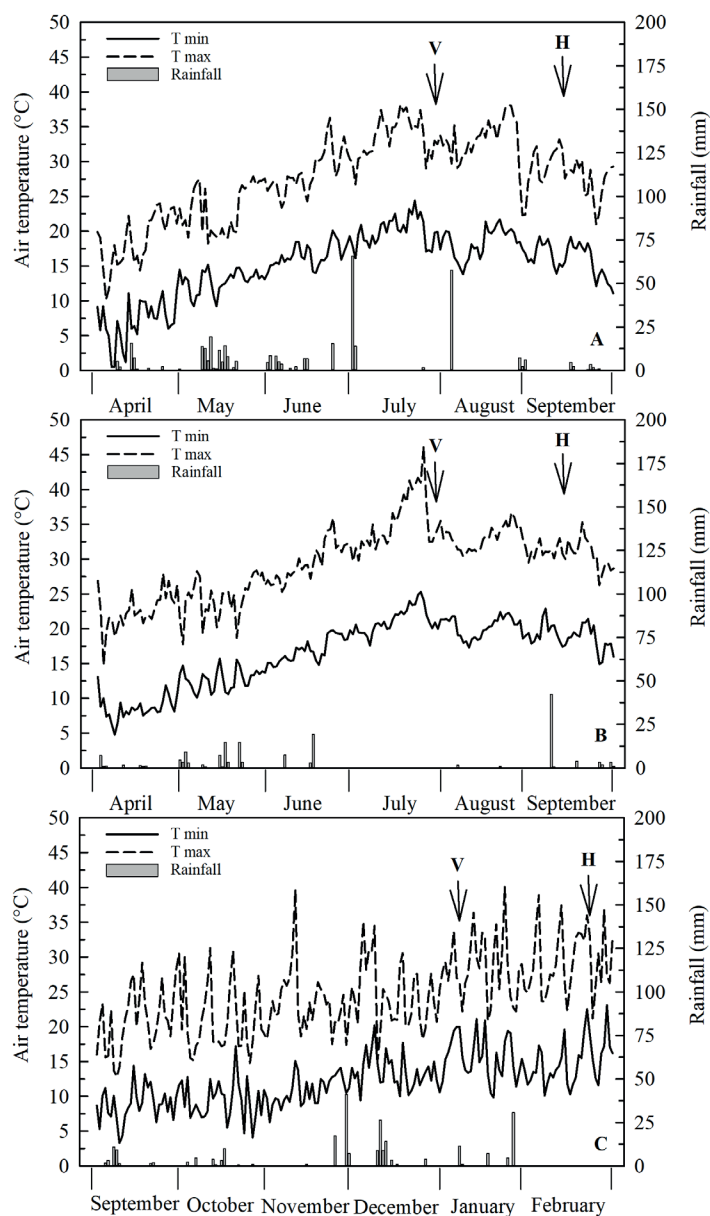 50 200
T min
T max
Rainfall
V H
45
40 175
35 150
30 125
25 100
20
15 75
10 50
5 25
0 0
Air temperature (°C)
Rainfall (mm)
A
April May June July August September
50 200
T min
T max
Rainfall
V H
45
40 175
35 150
30 125
25 100
20
15 75
10 50
5 25
0 0
Air temperature (°C)
Rainfall (mm)
B
April May June July August September
50 200
T min
T max
Rainfall
V H
45
40 175
35 150
30 125
25 100
20
15 75
10 50
5 25
0 0
Air temperature (°C)
Rainfall (mm)
C
September October November December January February